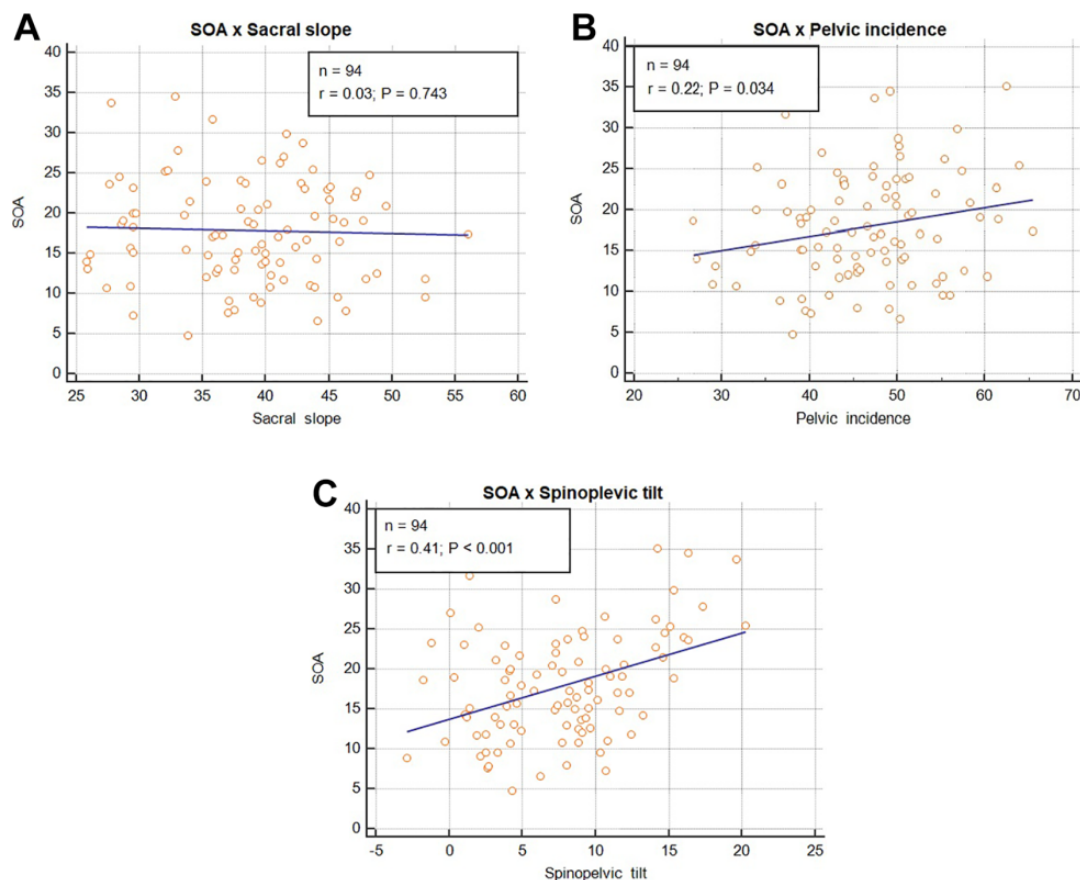 A
SOA x Sacral slope
n = 94
r = 0.03; P = 0.743
40
35
30
25
20
15
10
5
0
SOA
25 30 35 40 45 50 55 60
Sacral slope
B
SOA x Pelvic incidence
n = 94
r = 0.22; P = 0.034
40
35
30
25
20
15
10
5
0
SOA
20 30 40 50 60 70
Pelvic incidence
C
SOA x Spinoplevic tilt
n = 94
r = 0.41; P < 0.001
40
35
30
25
20
15
10
5
0
SOA
-5 0 5 10 15 20 25
Spinopelvic tilt